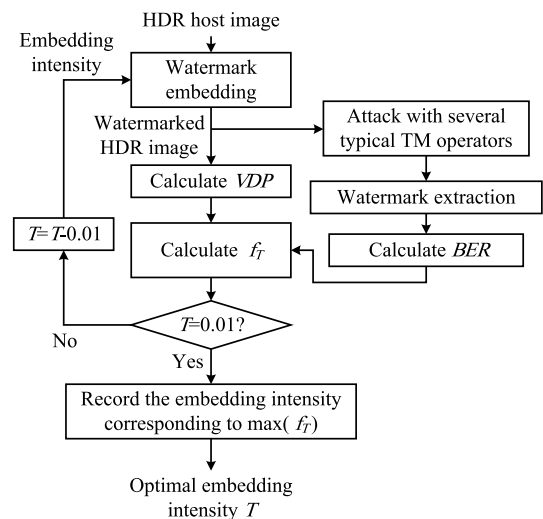 HDR host image
Embedding
intensity
Watermark
embedding
Watermarked
HDR image
Attack with several
typical TM operators
Calculate VDP
Watermark extraction
T=T-0.01
Calculate f_T
Calculate BER
T=0.01?
No
Yes
Record the embedding intensity
corresponding to max( f_T)
Optimal embedding
intensity T